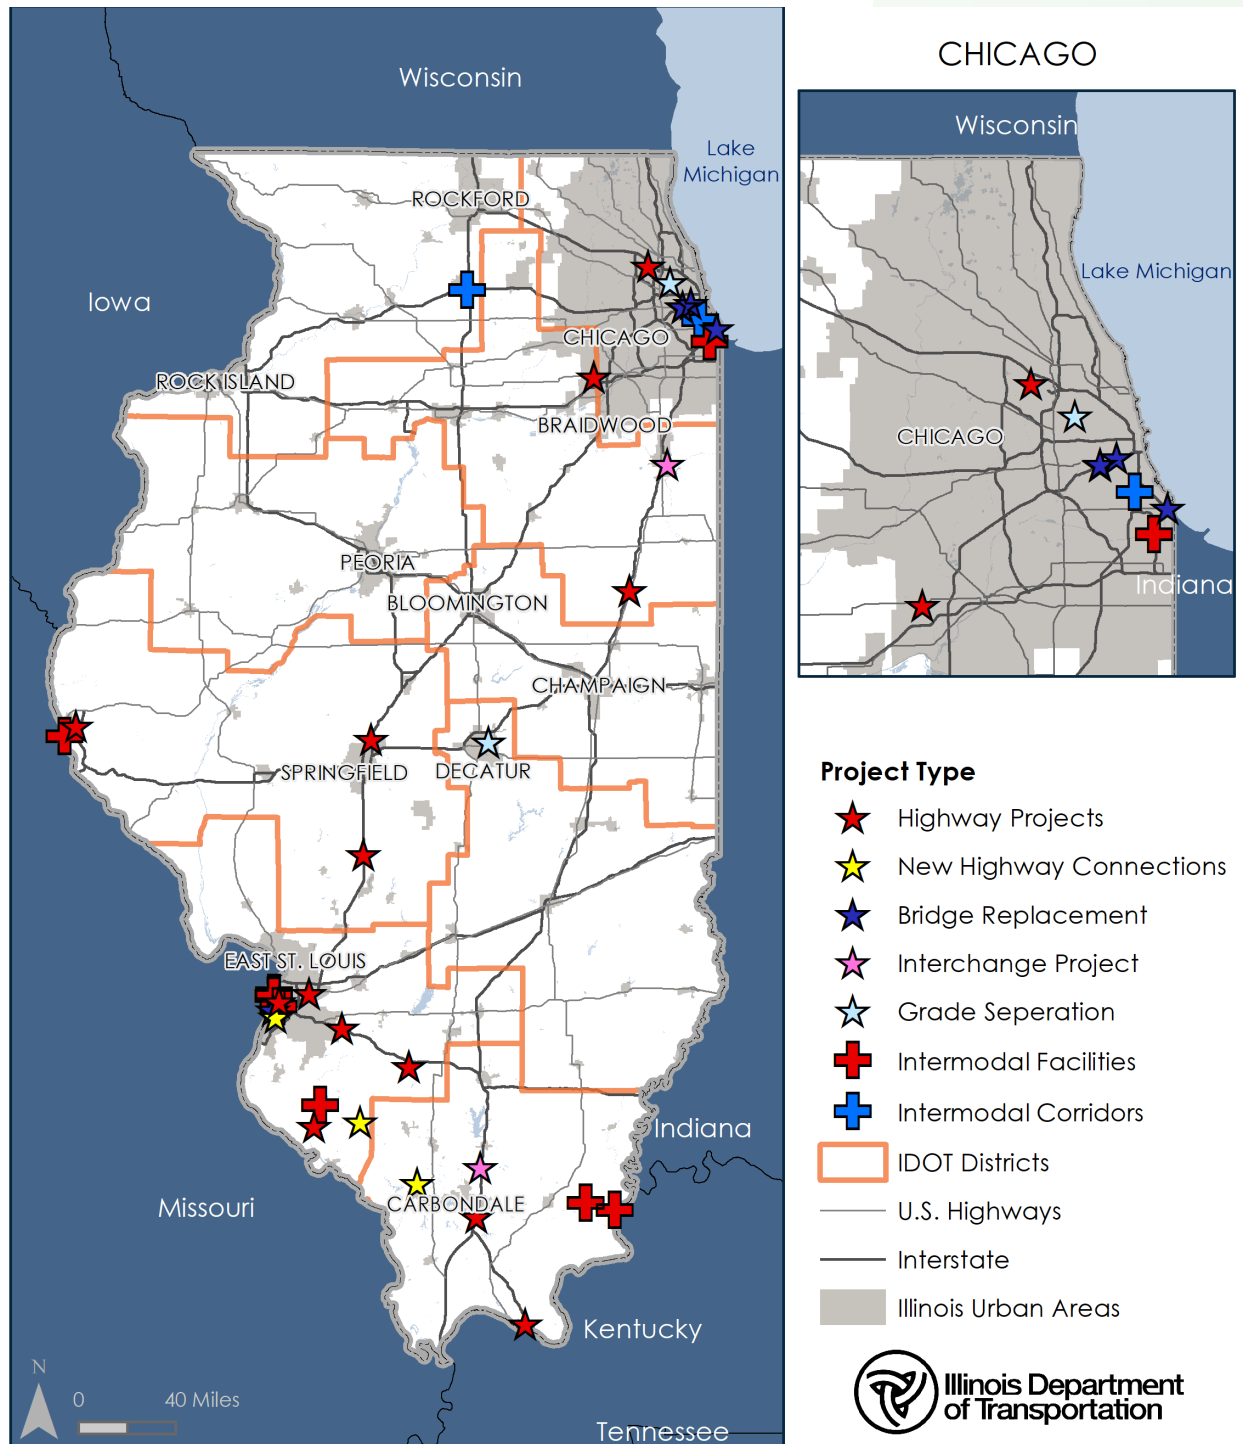 Wisconsin
Lake
Michigan
ROCKFORD
Iowa
CHICAGO
ROCK ISLAND
BRAIDWOOD
PEORIA
BLOOMINGTON
CHAMPAIGN
SPRINGFIELD
DECATUR
EAST ST. LOUIS
Indiana
Missouri
CARBONDALE
Kentucky
N
0
40 Miles
Tennessee
CHICAGO
Wisconsin
Lake Michigan
CHICAGO
Indiana
Project Type
Highway Projects
New Highway Connections
Bridge Replacement
Interchange Project
Grade Seperation
Intermodal Facilities
Intermodal Corridors
IDOT Districts
U.S. Highways
Interstate
Illinois Urban Areas
Illinois Department
of Transportation